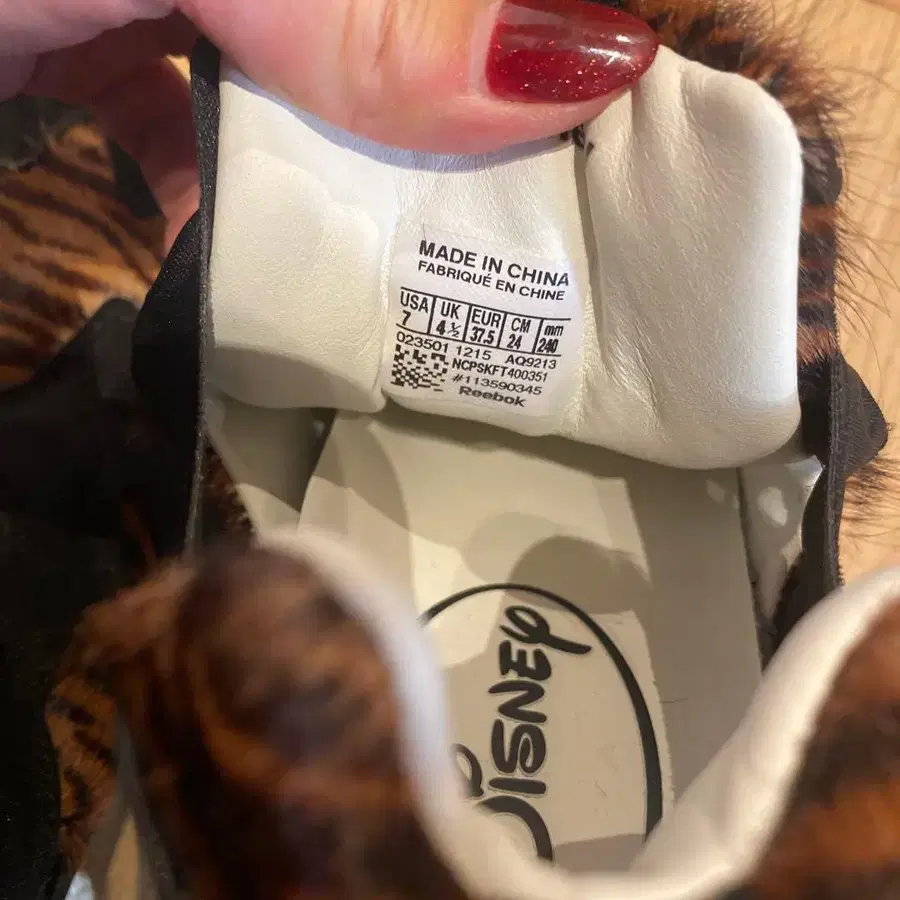 MADE IN CHINA
FABRIQUÉ EN CHINE
USA UK EUR CM mm
7 4½ 37.5 24 240
023501 1215 AQ9213
NCPSKFT400351
#113590345
Reebok
Disney